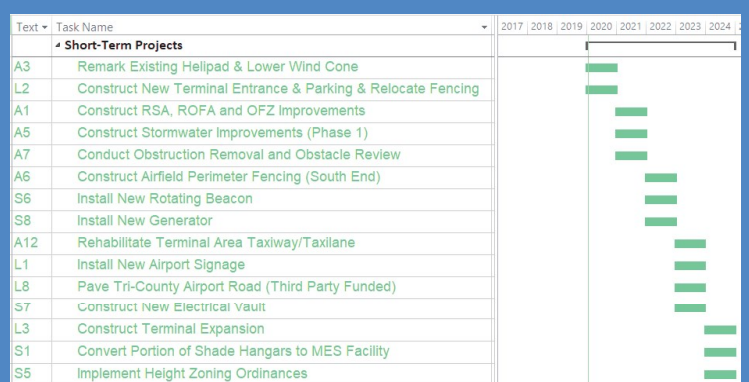 Text Task Name 2017 2018 2019 2020 2021 2022 2023 2024
Short-Term Projects
A3 Remark Existing Helipad & Lower Wind Cone
L2 Construct New Terminal Entrance & Parking & Relocate Fencing
A1 Construct RSA, ROFA and OFZ Improvements
A5 Construct Stormwater Improvements (Phase 1)
A7 Conduct Obstruction Removal and Obstacle Review
A6 Construct Airfield Perimeter Fencing (South End)
S6 Install New Rotating Beacon
S8 Install New Generator
A12 Rehabilitate Terminal Area Taxiway/Taxilane
L1 Install New Airport Signage
L8 Pave Tri-County Airport Road (Third Party Funded)
S7 Construct New Electrical Vault
L3 Construct Terminal Expansion
S1 Convert Portion of Shade Hangars to MES Facility
S5 Implement Height Zoning Ordinances